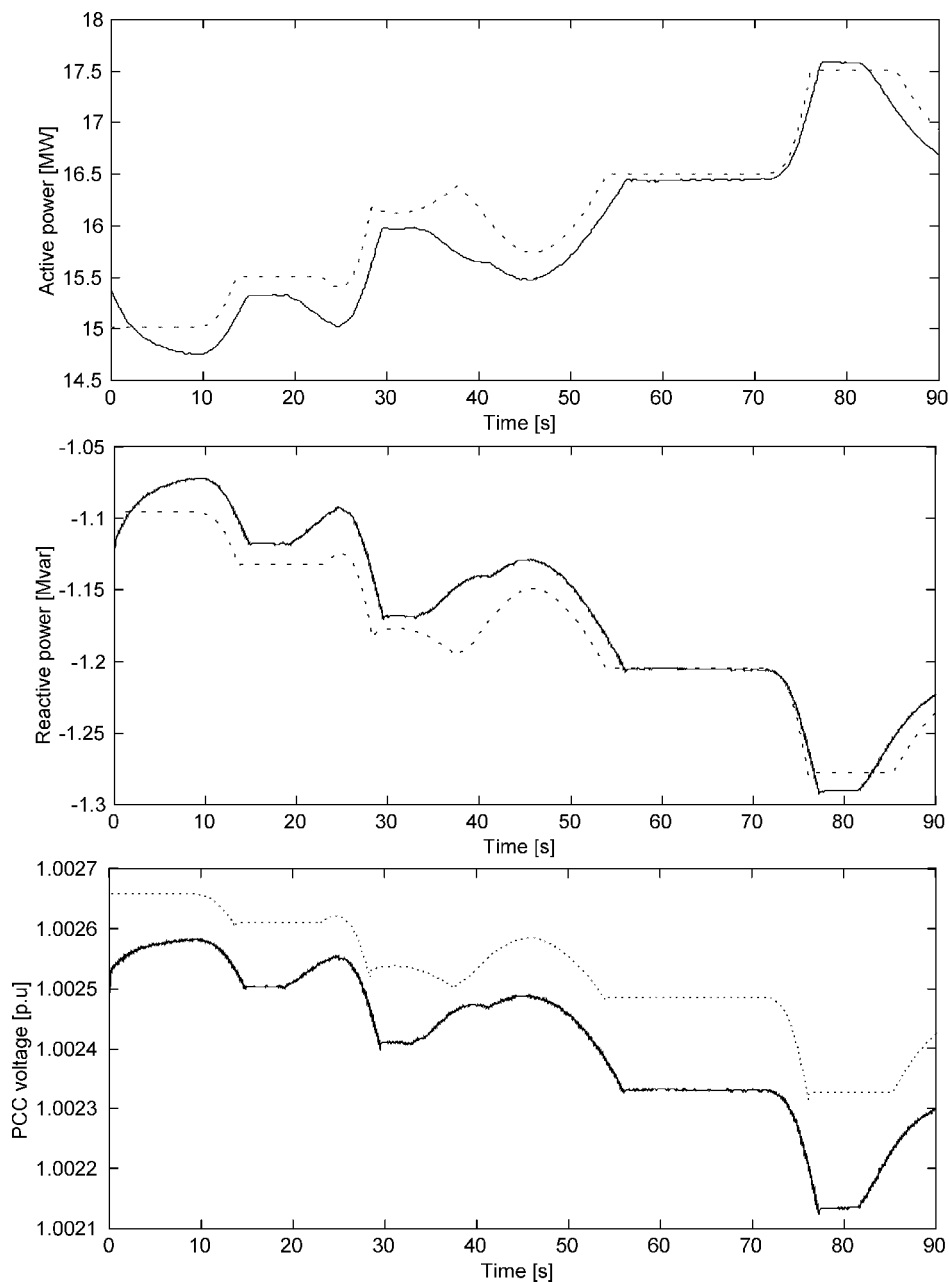 18
17.5
17
16.5
16
15.5
15
14.5
Active power [MW]
0 10 20 30 40 50 60 70 80 90
Time [s]
-1.05
-1.1
-1.15
-1.2
-1.25
-1.3
Reactive power [Mvar]
0 10 20 30 40 50 60 70 80 90
Time [s]
1.0027
1.0026
1.0025
1.0024
1.0023
1.0022
1.0021
PCC voltage [p.u]
0 10 20 30 40 50 60 70 80 90
Time [s]